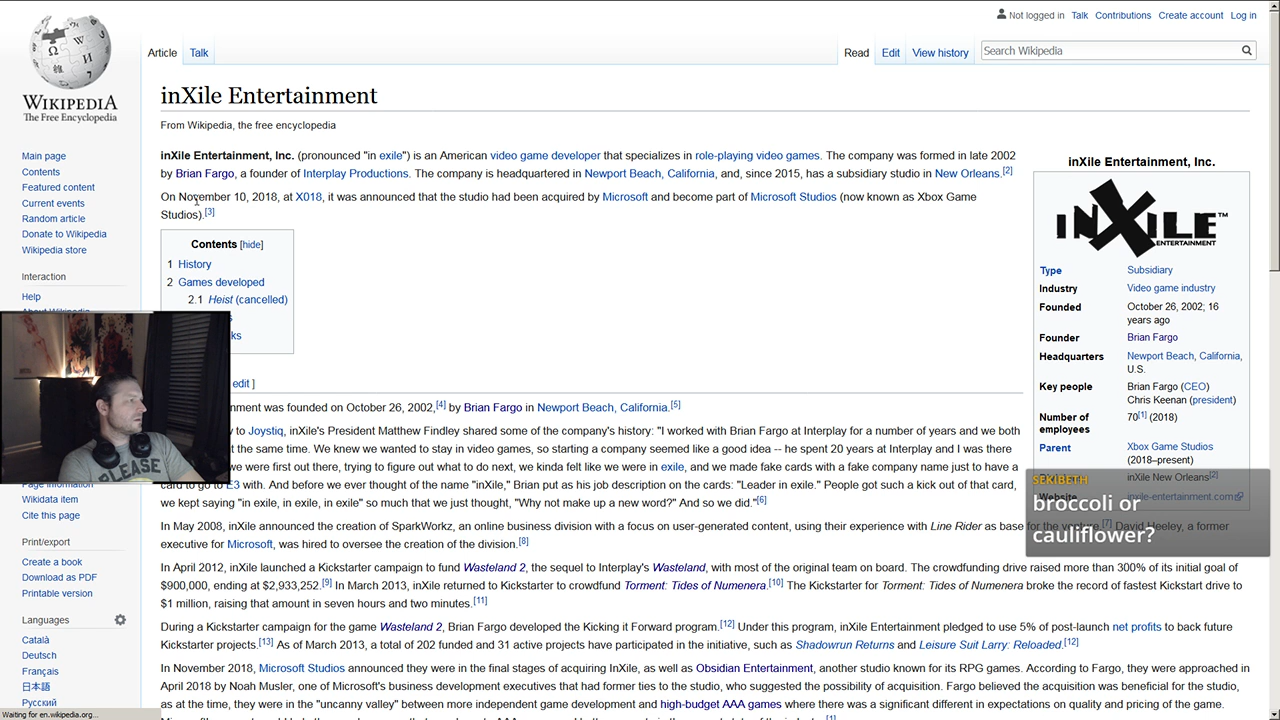 Not logged in Talk Contributions Create account Log in
Article Talk Read Edit View history Search Wikipedia
WIKIPEDIA
The Free Encyclopedia
Main page
Contents
Featured content
Current events
Random article
Donate to Wikipedia
Wikipedia store
Interaction
Help
About Wikipedia
Page information
Wikidata item
Cite this page
Print/export
Create a book
Download as PDF
Printable version
Languages
Català
Deutsch
Français
日本語
Русский
Waiting for en.wikipedia.org...
inXile Entertainment
From Wikipedia, the free encyclopedia
inXile Entertainment, Inc. (pronounced "in exile") is an American video game developer that specializes in role-playing video games. The company was formed in late 2002
by Brian Fargo, a founder of Interplay Productions. The company is headquartered in Newport Beach, California, and, since 2015, has a subsidiary studio in New Orleans.[2]
On November 10, 2018, at X018, it was announced that the studio had been acquired by Microsoft and become part of Microsoft Studios (now known as Xbox Game
Studios).[3]
Contents [hide]
1 History
2 Games developed
2.1 Heist (cancelled)
s
ks
edit ]
nment was founded on October 26, 2002,[4] by Brian Fargo in Newport Beach, California.[5]
y to Joystiq, inXile's President Matthew Findley shared some of the company's history: "I worked with Brian Fargo at Interplay for a number of years and we both
t the same time. We knew we wanted to stay in video games, so starting a company seemed like a good idea -- he spent 20 years at Interplay and I was there
we were first out there, trying to figure out what to do next, we kinda felt like we were in exile, and we made fake cards with a fake company name just to have a
card to go to E3 with. And before we ever thought of the name "inXile," Brian put as his job description on the cards: "Leader in exile." People got such a kick out of that card,
we kept saying "in exile, in exile, in exile" so much that we just thought, "Why not make up a new word?" And so we did."[6]
In May 2008, inXile announced the creation of SparkWorkz, an online business division with a focus on user-generated content, using their experience with Line Rider as base for the venture.[7] David Heeley, a former
executive for Microsoft, was hired to oversee the creation of the division.[8]
In April 2012, inXile launched a Kickstarter campaign to fund Wasteland 2, the sequel to Interplay's Wasteland, with most of the original team on board. The crowdfunding drive raised more than 300% of its initial goal of
$900,000, ending at $2,933,252.[9] In March 2013, inXile returned to Kickstarter to crowdfund Torment: Tides of Numenera.[10] The Kickstarter for Torment: Tides of Numenera broke the record of fastest Kickstart drive to
$1 million, raising that amount in seven hours and two minutes.[11]
During a Kickstarter campaign for the game Wasteland 2, Brian Fargo developed the Kicking it Forward program.[12] Under this program, inXile Entertainment pledged to use 5% of post-launch net profits to back future
Kickstarter projects.[13] As of March 2013, a total of 202 funded and 31 active projects have participated in the initiative, such as Shadowrun Returns and Leisure Suit Larry: Reloaded.[12]
In November 2018, Microsoft Studios announced they were in the final stages of acquiring InXile, as well as Obsidian Entertainment, another studio known for its RPG games. According to Fargo, they were approached in
April 2018 by Noah Musler, one of Microsoft's business development executives that had former ties to the studio, who suggested the possibility of acquisition. Fargo believed the acquisition was beneficial for the studio,
as at the time, they were in the "uncanny valley" between more independent game development and high-budget AAA games where there was a significant different in expectations on quality and pricing of the game.
inXile Entertainment, Inc.
INXILE™
ENTERTAINMENT
Type Subsidiary
Industry Video game industry
Founded October 26, 2002; 16
years ago
Founder Brian Fargo
Headquarters Newport Beach, California,
U.S.
Key people Brian Fargo (CEO)
Chris Keenan (president)
Number of employees 70[1] (2018)
Parent Xbox Game Studios
(2018–present)
inXile New Orleans[2]
Website inxile-entertainment.com
SEKIBETH
broccoli or
cauliflower?
PLEASE